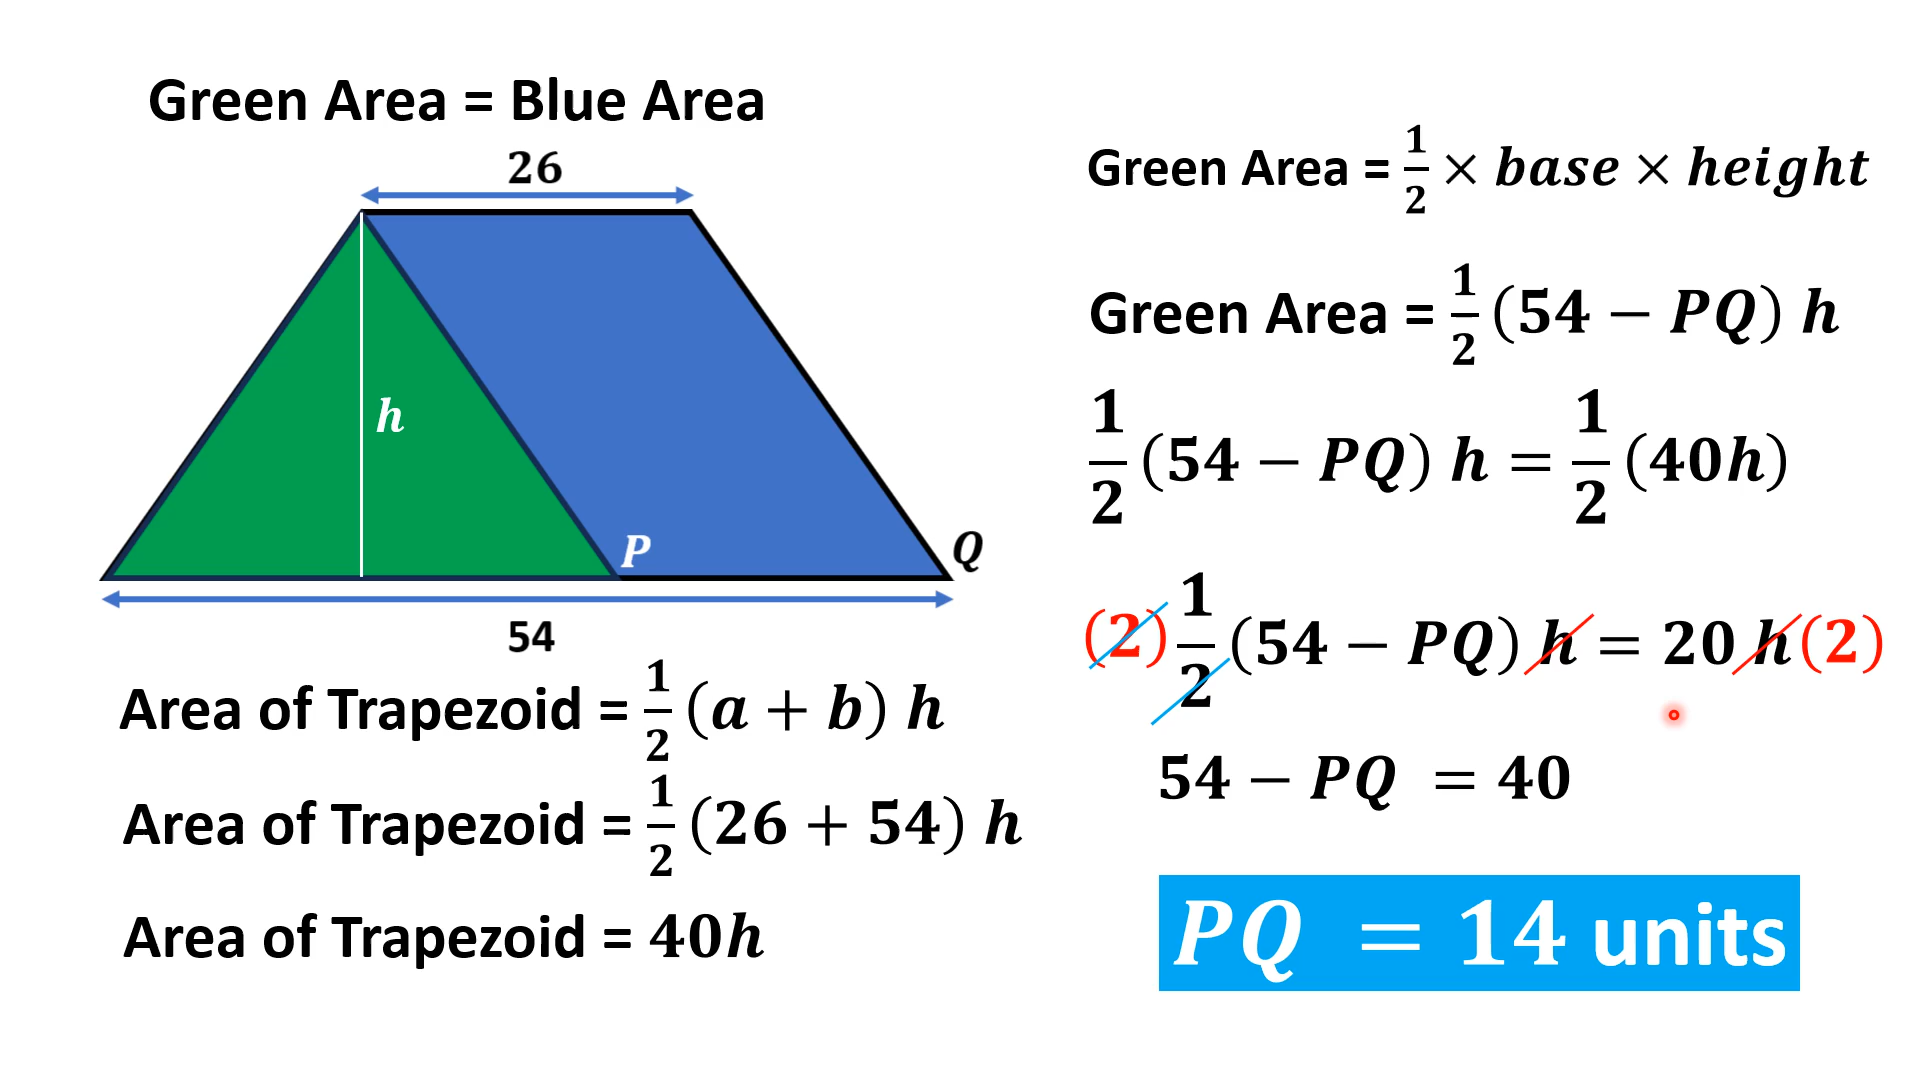 Green Area = Blue Area
26
h
P
Q
54
Area of Trapezoid = 1/2 (a + b) h
Area of Trapezoid = 1/2 (26 + 54) h
Area of Trapezoid = 40h
Green Area = 1/2 × base × height
Green Area = 1/2 (54 − PQ) h
1/2 (54 − PQ) h = 1/2 (40h)
(2) 1/2 (54 − PQ) h = 20 h (2)
54 − PQ = 40
PQ = 14 units